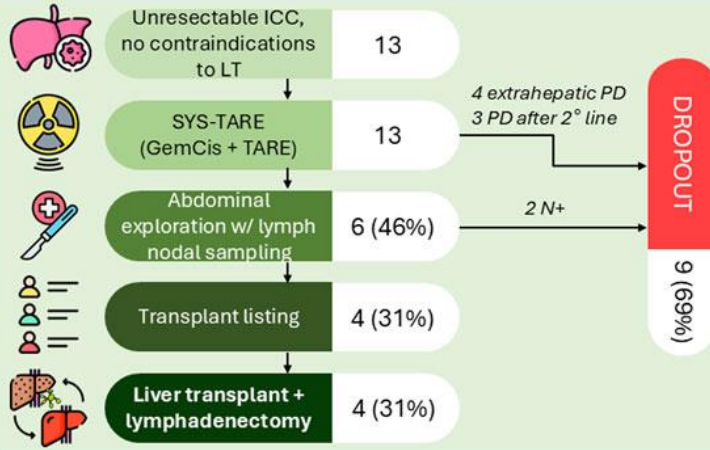 Unresectable ICC,
no contraindications
to LT
13
SYS-TARE
(GemCis + TARE)
13
4 extrahepatic PD
3 PD after 2° line
Abdominal
exploration w/ lymph
nodal sampling
6 (46%)
2 N+
Transplant listing
4 (31%)
Liver transplant +
lymphadenectomy
4 (31%)
DROPOUT
9 (69%)